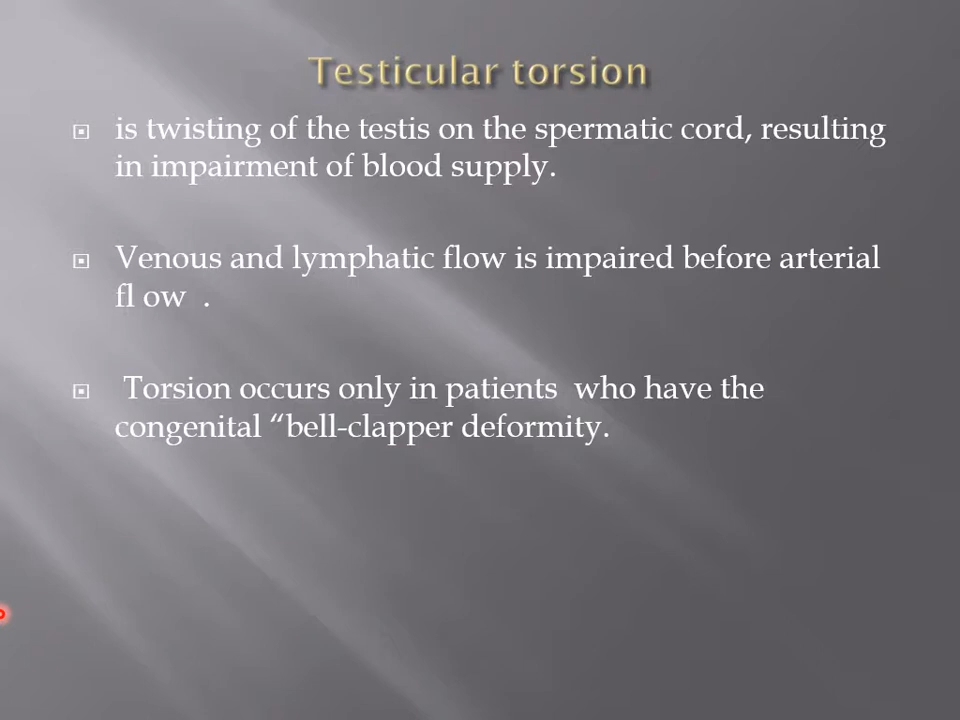 Testicular torsion
is twisting of the testis on the spermatic cord, resulting
in impairment of blood supply.
Venous and lymphatic flow is impaired before arterial
fl ow  .
Torsion occurs only in patients  who have the
congenital “bell-clapper deformity.